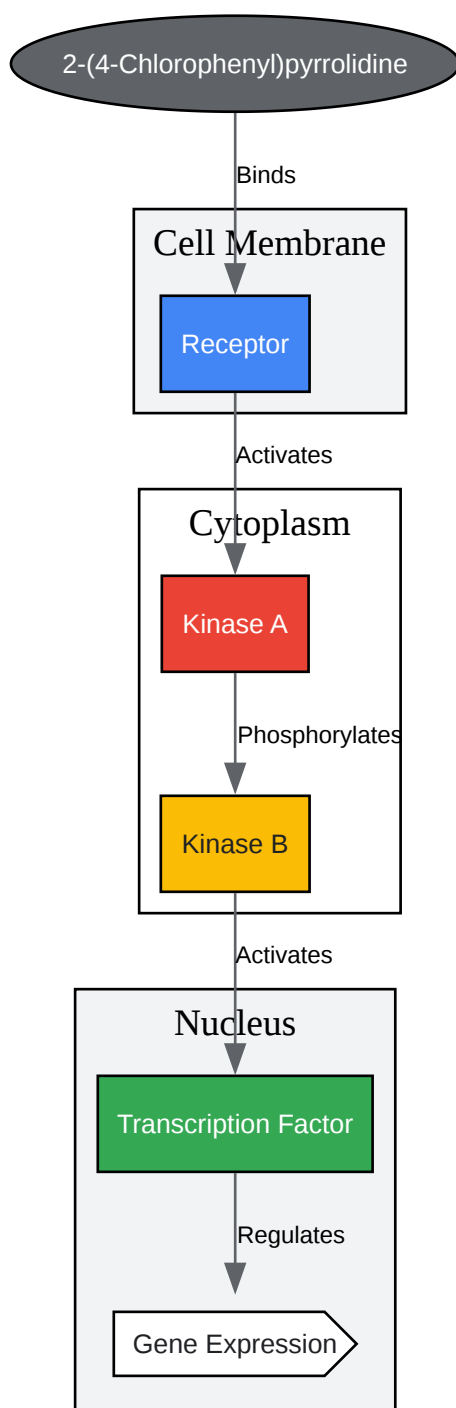 2-(4-Chlorophenyl)pyrrolidine
Binds
Cell Membrane
Receptor
Activates
Cytoplasm
Kinase A
Phosphorylates
Kinase B
Activates
Nucleus
Transcription Factor
Regulates
Gene Expression